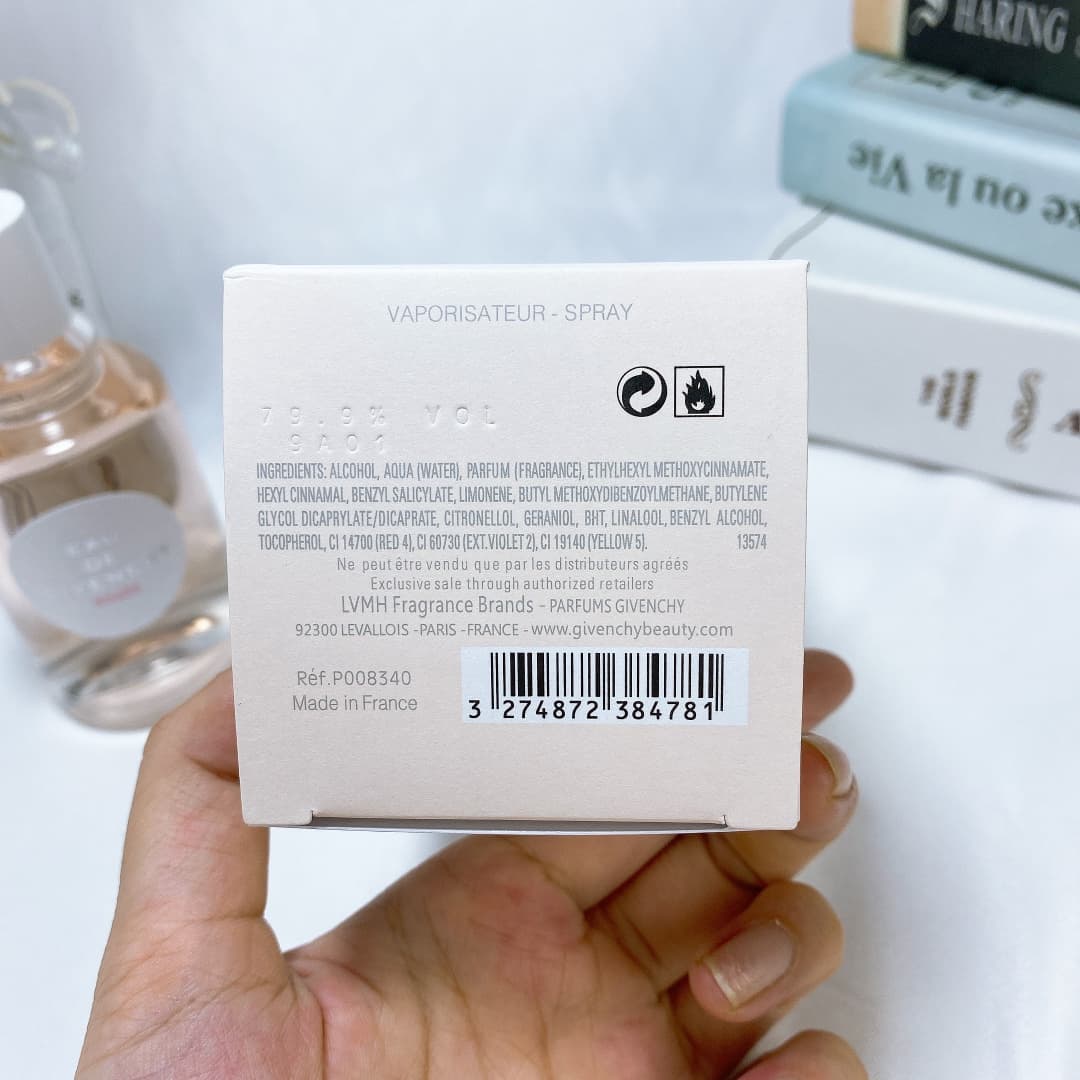 HARING
xe ou la Vie
VAPORISATEUR - SPRAY
79.9% VOL
9A01
INGREDIENTS: ALCOHOL, AQUA (WATER), PARFUM (FRAGRANCE), ETHYLHEXYL METHOXYCINNAMATE,
HEXYL CINNAMAL, BENZYL SALICYLATE, LIMONENE, BUTYL METHOXYDIBENZOYLMETHANE, BUTYLENE
GLYCOL DICAPRYLATE/DICAPRATE, CITRONELLOL, GERANIOL, BHT, LINALOOL, BENZYL ALCOHOL,
TOCOPHEROL, CI 14700 (RED 4), CI 60730 (EXT.VIOLET 2), CI 19140 (YELLOW 5). 13574
Ne peut être vendu que par les distributeurs agréés
Exclusive sale through authorized retailers
LVMH Fragrance Brands - PARFUMS GIVENCHY
92300 LEVALLOIS -PARIS -FRANCE - www.givenchybeauty.com
Réf.P008340
Made in France
3 274872 384781
EAU
DE